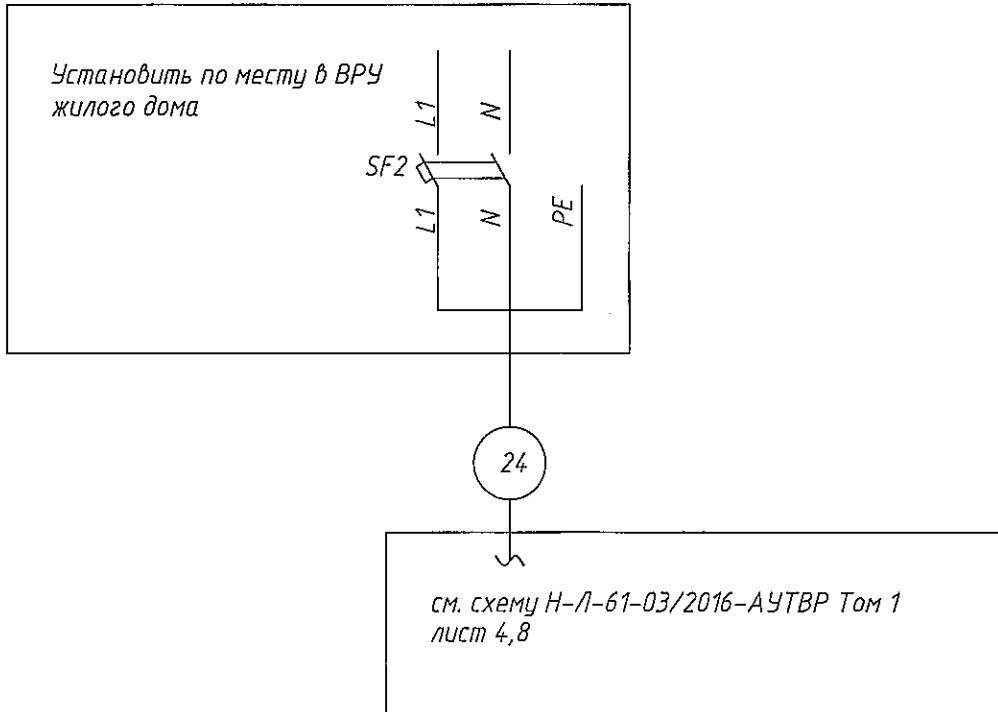 Установить по месту в ВРУ
жилого дома
L1
N
SF2
L1
N
PE
24
см. схему Н-Л-61-03/2016-АУТВР Том 1
лист 4,8